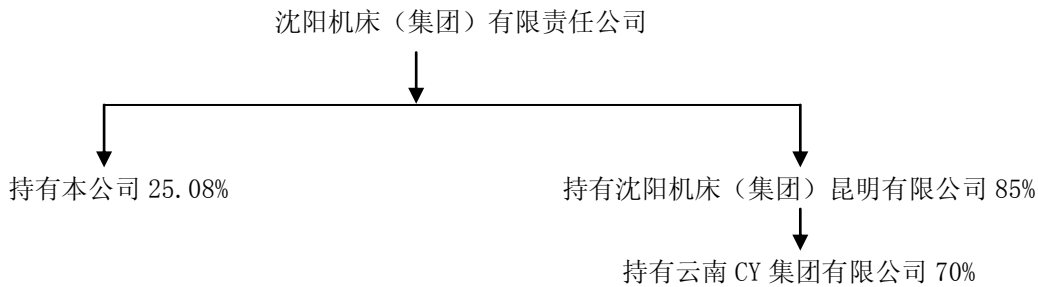 沈阳机床（集团）有限责任公司
持有本公司 25.08%
持有沈阳机床（集团）昆明有限公司 85%
持有云南 CY 集团有限公司 70%